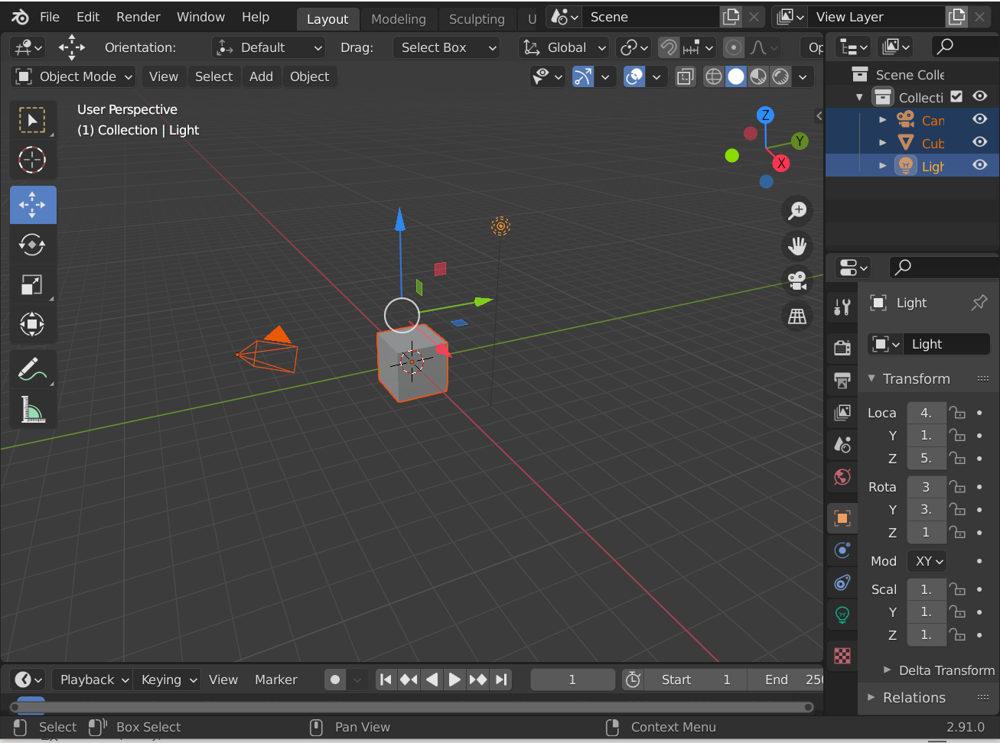 File Edit Render Window Help Layout Modeling Sculpting U Scene View Layer
Orientation: Default Drag: Select Box Global Op
Object Mode View Select Add Object
Scene Colle
Collecti
Can
Cub
Ligh
User Perspective
(1) Collection | Light
Z
Y
X
Light
Light
Transform
Loca 4.
Y 1.
Z 5.
Rota 3
Y 3.
Z 1
Mod XY
Scal 1.
Y 1.
Z 1.
Delta Transform
Relations
Playback Keying View Marker 1 Start 1 End 250
Select Box Select Pan View Context Menu 2.91.0